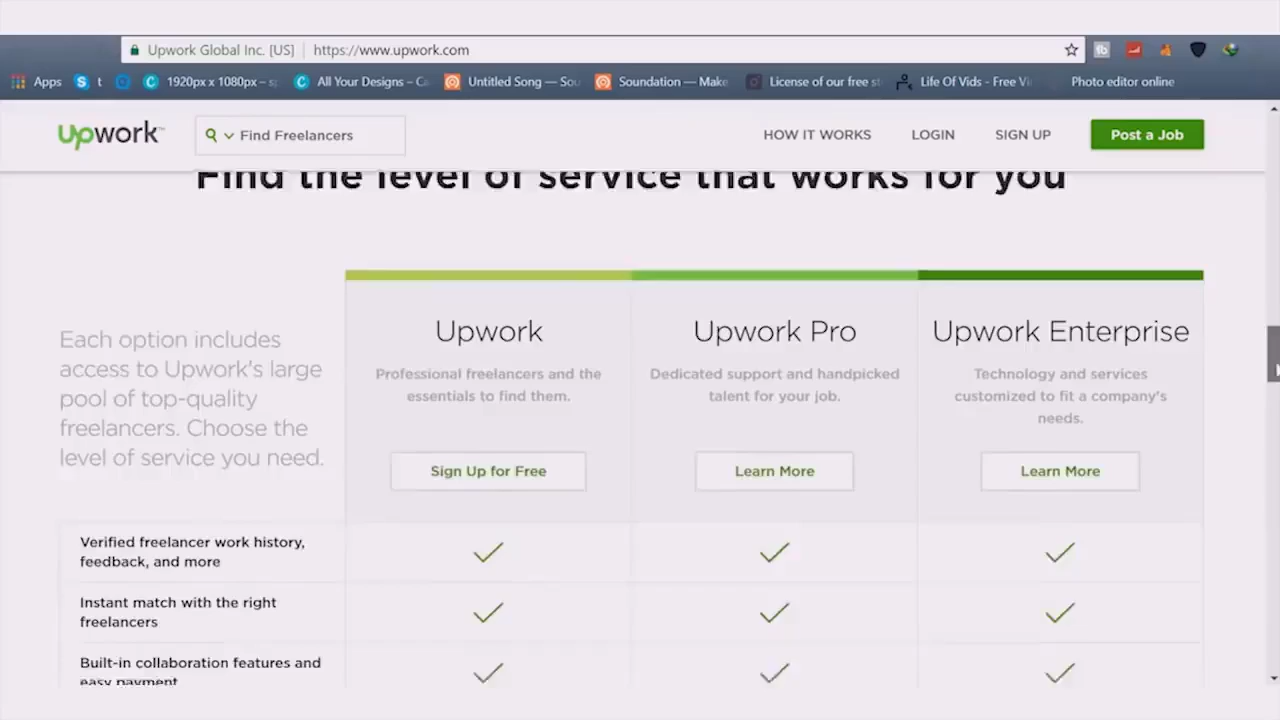 Upwork Global Inc. [US] https://www.upwork.com
Apps
t
1920px x 1080px – s
All Your Designs – Ca
Untitled Song — Sou
Soundation — Make
License of our free st
Life Of Vids - Free Vi
Photo editor online
upwork
Find Freelancers
HOW IT WORKS
LOGIN
SIGN UP
Post a Job
Find the level of service that works for you
Each option includes
access to Upwork's large
pool of top-quality
freelancers. Choose the
level of service you need.
Upwork
Professional freelancers and the
essentials to find them.
Sign Up for Free
Upwork Pro
Dedicated support and handpicked
talent for your job.
Learn More
Upwork Enterprise
Technology and services
customized to fit a company's
needs.
Learn More
Verified freelancer work history,
feedback, and more
Instant match with the right
freelancers
Built-in collaboration features and
easy payment